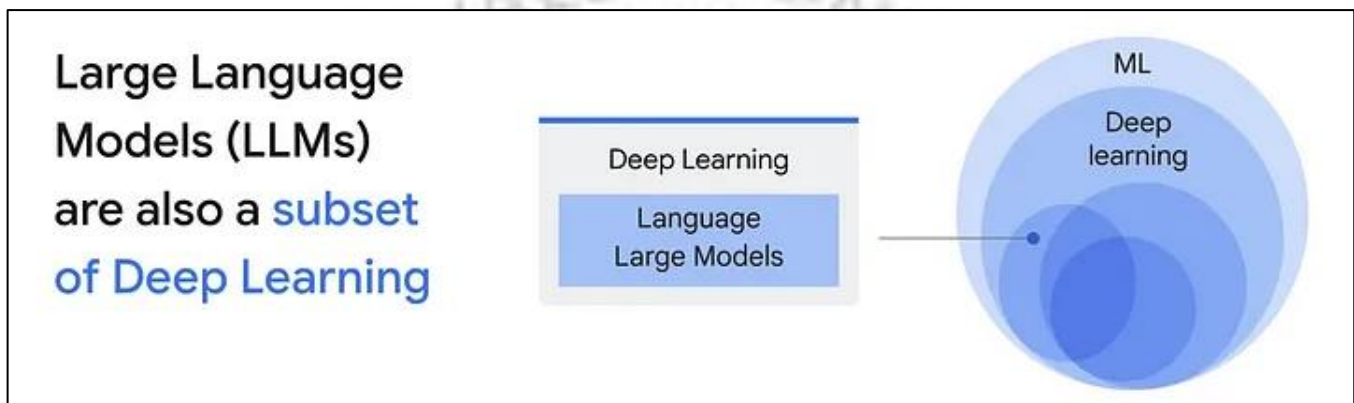 Large Language
Models (LLMs)
are also a subset
of Deep Learning
Deep Learning
Language
Large Models
ML
Deep
learning